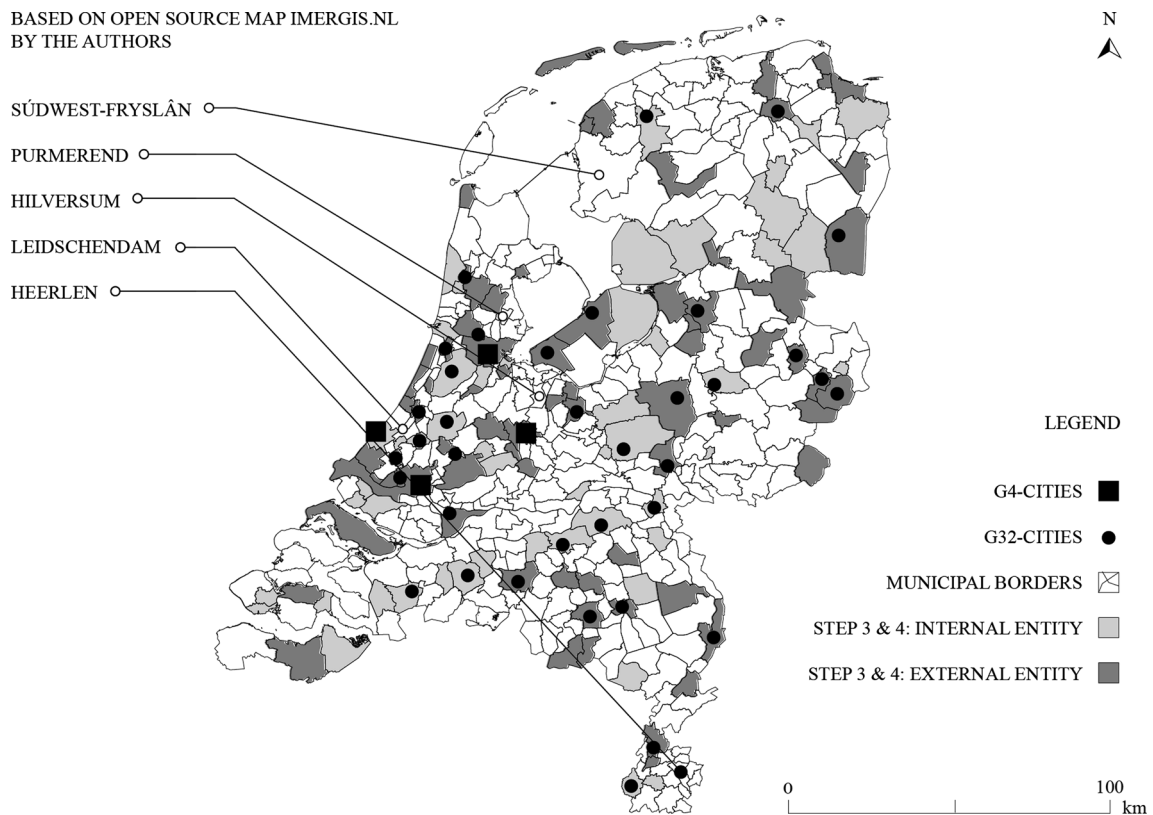 BASED ON OPEN SOURCE MAP IMERGIS.NL
BY THE AUTHORS
N
SÚDWEST-FRYSLÂN
PURMEREND
HILVERSUM
LEIDSCHENDAM
HEERLEN
LEGEND
G4-CITIES
G32-CITIES
MUNICIPAL BORDERS
STEP 3 & 4: INTERNAL ENTITY
STEP 3 & 4: EXTERNAL ENTITY
0 100
km